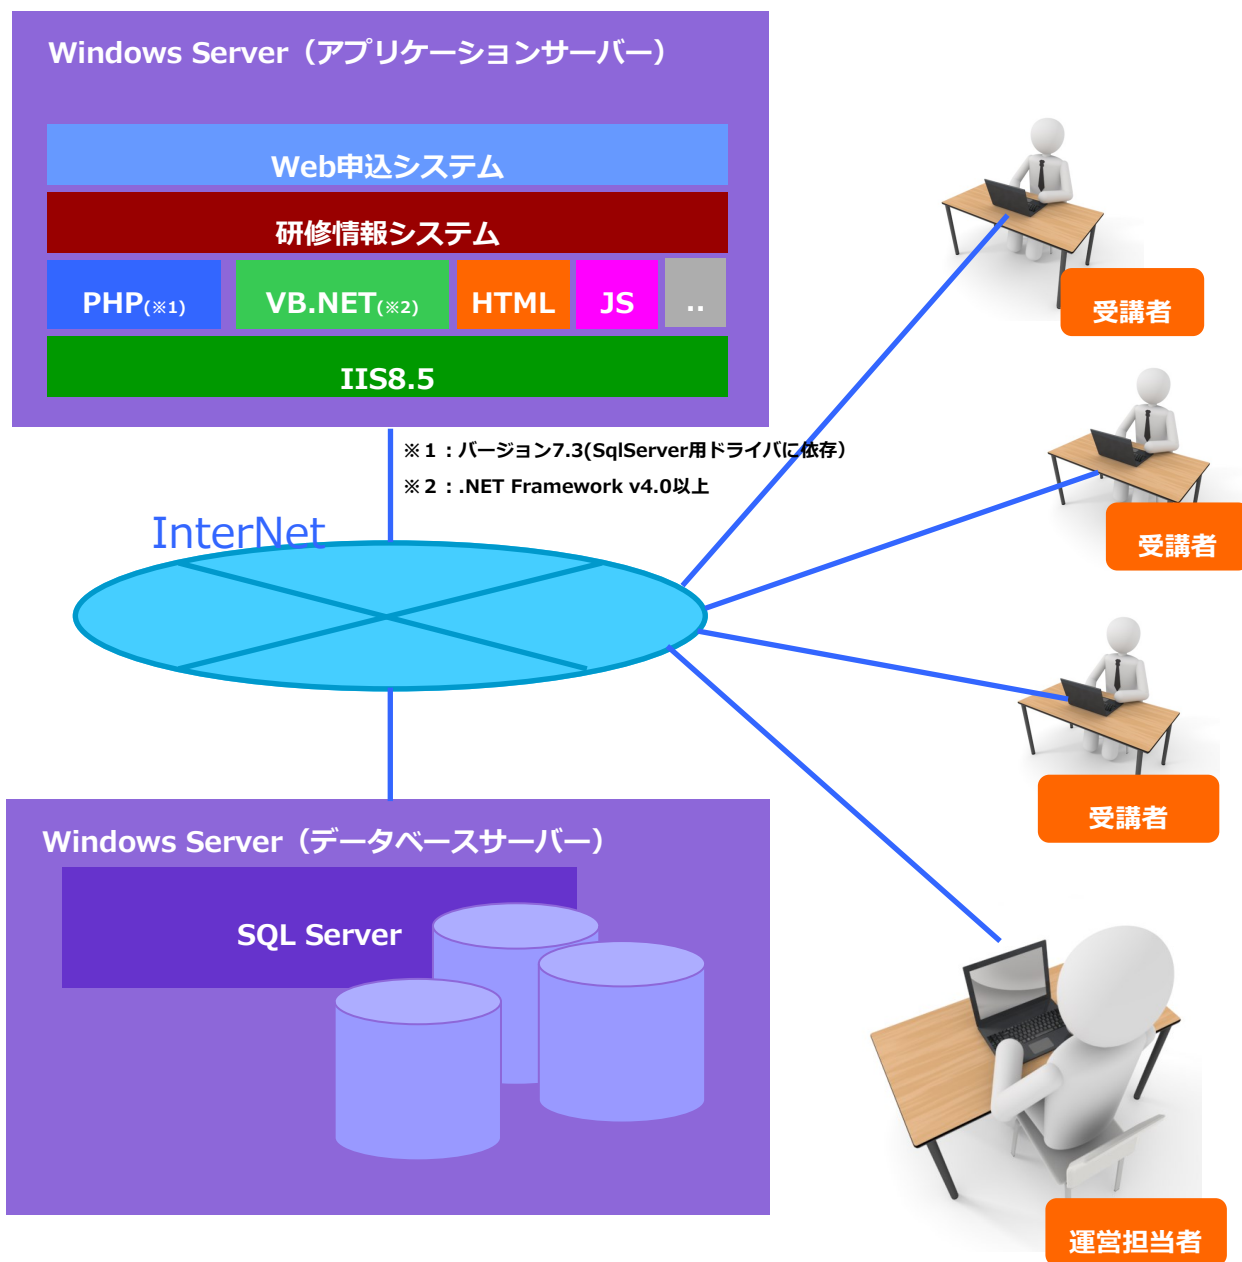 Windows Server（アプリケーションサーバー）
Web申込システム
研修情報システム
PHP(※1)
VB.NET(※2)
HTML
JS
..
IIS8.5
※１：バージョン7.3(SqlServer用ドライバに依存）
※２：.NET Framework v4.0以上
InterNet
受講者
受講者
受講者
Windows Server（データベースサーバー）
SQL Server
運営担当者